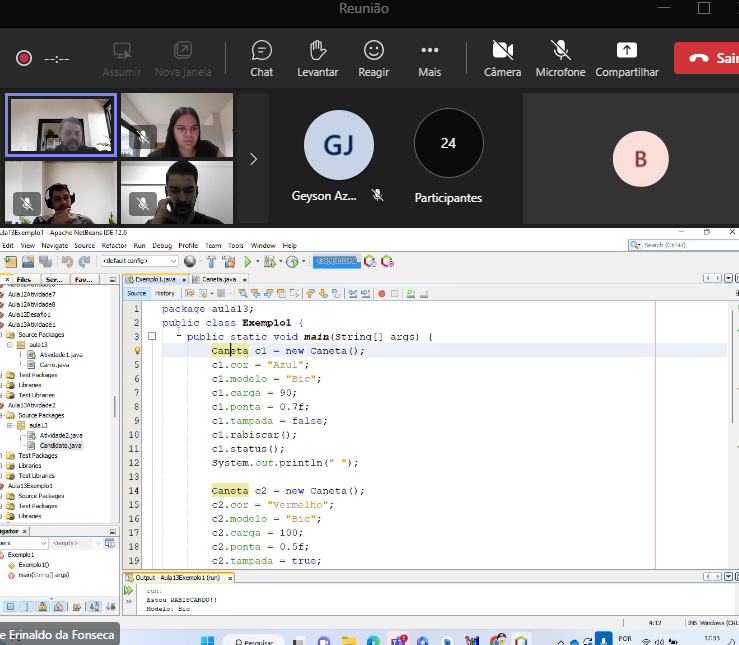 Reunião
--:--
Assumir
Nova janela
Chat
Levantar
Reagir
Mais
Câmera
Microfone
Compartilhar
Sair
GJ
Geyson Az...
24
Participantes
B
ula13Exemplo1 - Apache NetBeans IDE 12.6
Edit View Navigate Source Refactor Run Debug Profile Team Tools Window Help
Search (Ctrl+I)
<default config>
Files Ser... Fav...
Exemplo1.java
Caneta.java
Source History
Aula12Atividade7
Aula12Atividade8
Aula12Desafio1
Aula13Atividade1
Source Packages
aula13
Atividade1.java
Carro.java
Test Packages
Libraries
Test Libraries
Aula13Atividade2
Source Packages
aula13
Atividade2.java
Candidato.java
Test Packages
Libraries
Test Libraries
Aula13Exemplo1
Source Packages
Test Packages
Libraries
1 package aula13;
2 public class Exemplo1 {
3 public static void main(String[] args) {
Caneta c1 = new Caneta();
5 c1.cor = "Azul";
6 c1.modelo = "Bic";
7 c1.carga = 90;
8 c1.ponta = 0.7f;
9 c1.tampada = false;
10 c1.rabiscar();
11 c1.status();
12 System.out.println(" ");
13
14 Caneta c2 = new Caneta();
15 c2.cor = "Vermelho";
16 c2.modelo = "Bic";
17 c2.carga = 100;
18 c2.ponta = 0.5f;
19 c2.tampada = true;
igator
<empty>
Exemplo1
Exemplo1()
main(String[] args)
Output - Aula13Exemplo1 (run)
run:
Estou RABISCANDO!!
Modelo: Bic
4:12
INS Windows (CRL
e Erinaldo da Fonseca
Pesquisar
POR
17:33